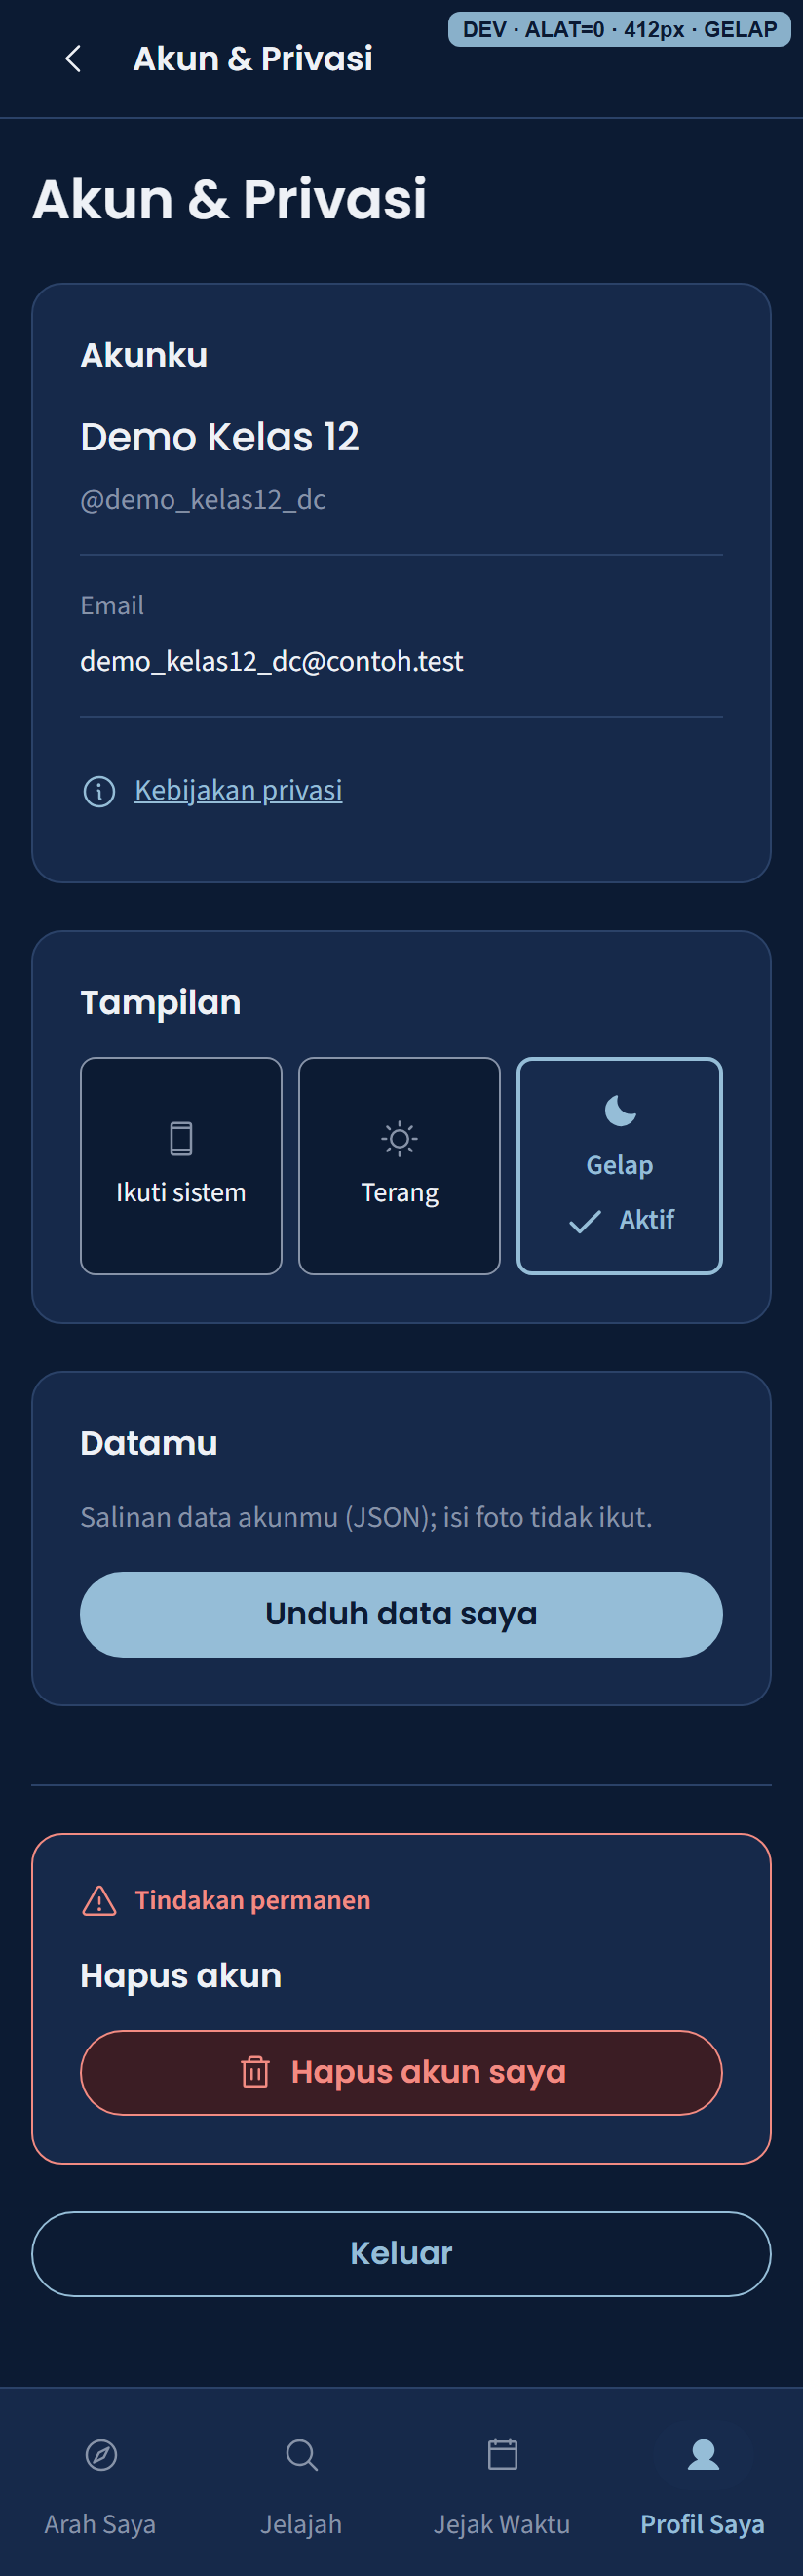 DEV · ALAT=0 · 412px · GELAP
Akun & Privasi
Akun & Privasi
Akunku
Demo Kelas 12
@demo_kelas12_dc
Email
demo_kelas12_dc@contoh.test
Kebijakan privasi
Tampilan
Ikuti sistem
Terang
Gelap
Aktif
Datamu
Salinan data akunmu (JSON); isi foto tidak ikut.
Unduh data saya
Tindakan permanen
Hapus akun
Hapus akun saya
Keluar
Arah Saya
Jelajah
Jejak Waktu
Profil Saya